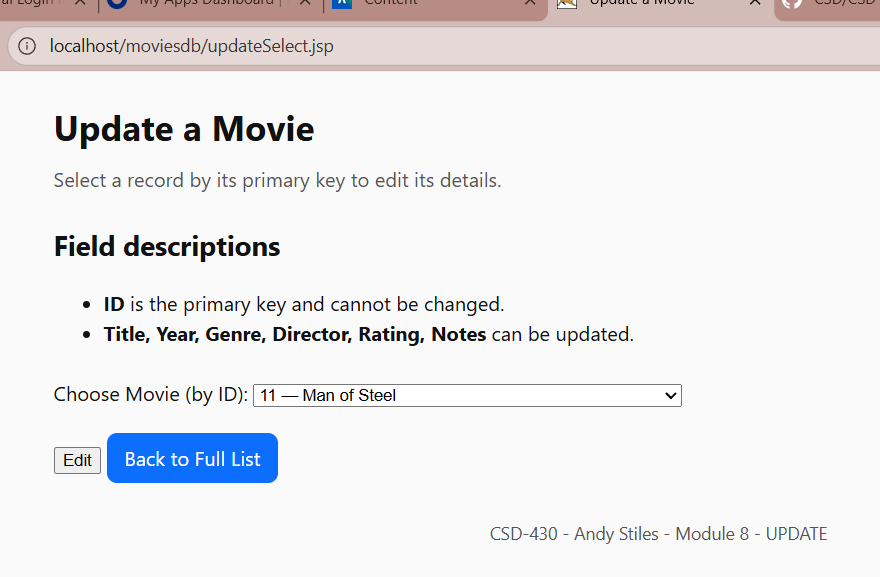 My Apps Dashboard
Content
Update a Movie
CSD/CSD
localhost/moviesdb/updateSelect.jsp
Update a Movie
Select a record by its primary key to edit its details.
Field descriptions
• ID is the primary key and cannot be changed.
• Title, Year, Genre, Director, Rating, Notes can be updated.
Choose Movie (by ID): 11 — Man of Steel
Edit Back to Full List
CSD-430 - Andy Stiles - Module 8 - UPDATE